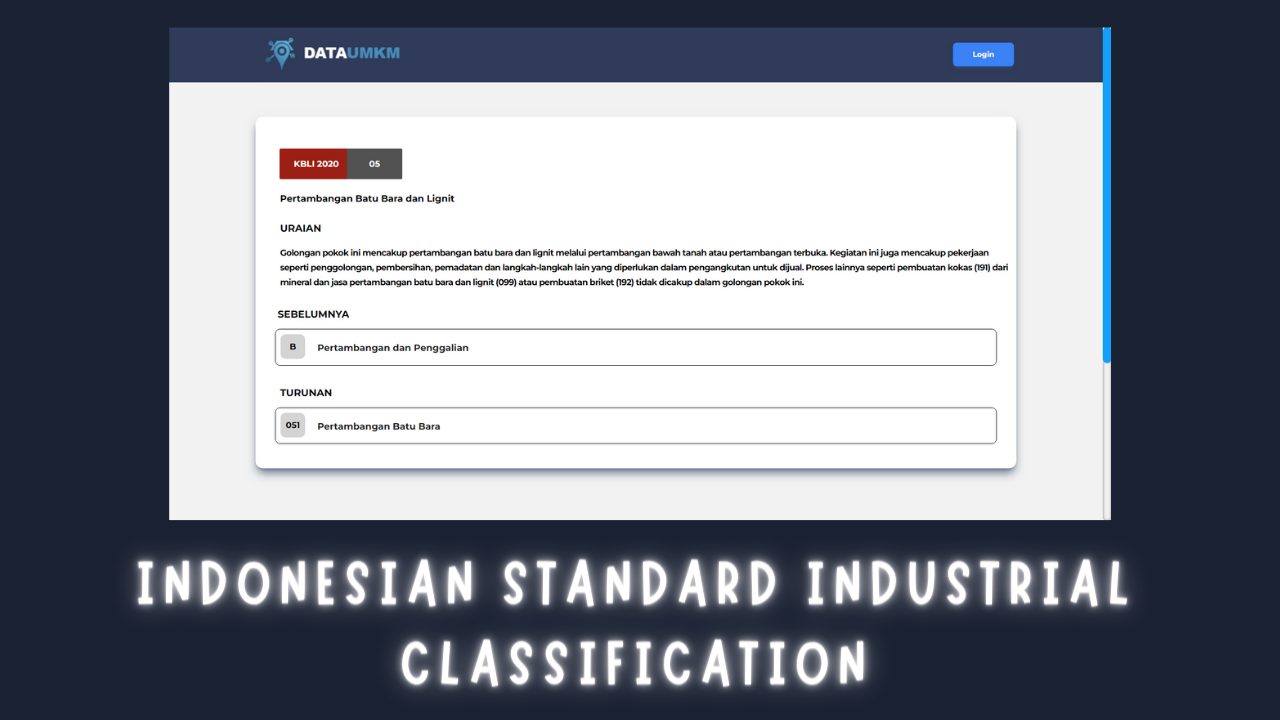 DATAUMKM
Login
KBLI 2020 05
Pertambangan Batu Bara dan Lignit
URAIAN
Golongan pokok ini mencakup pertambangan batu bara dan lignit melalui pertambangan bawah tanah atau pertambangan terbuka. Kegiatan ini juga mencakup pekerjaan
seperti penggolongan, pembersihan, pemadatan dan langkah-langkah lain yang diperlukan dalam pengangkutan untuk dijual. Proses lainnya seperti pembuatan kokas (191) dari
mineral dan jasa pertambangan batu bara dan lignit (099) atau pembuatan briket (192) tidak dicakup dalam golongan pokok ini.
SEBELUMNYA
B Pertambangan dan Penggalian
TURUNAN
051 Pertambangan Batu Bara
INDONESIAN STANDARD INDUSTRIAL
CLASSIFICATION